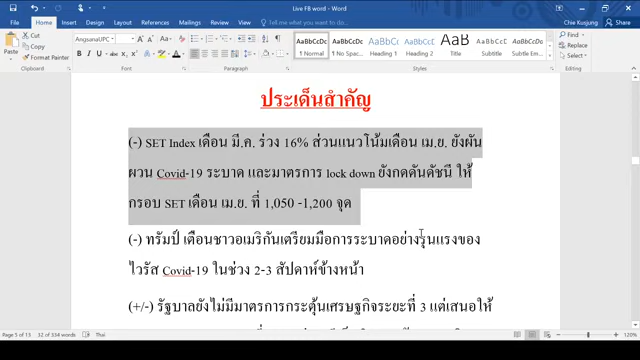 Live FB word - Word
Chie Kusjung
File Home Insert Design Layout References Mailings Review View Help Tell me what you want to do Share
Cut
Copy
Format Painter
Paste
Clipboard
AngsanaUPC
Font
Paragraph
AaBbCcDc AaBbCcDc AaBbCc AaBbCcD AaB AaBbCcD AaBbCcDc
¶ Normal ¶ No Spac... Heading 1 Heading 2 Title Subtitle Subtle Em...
Styles
Find
Replace
Select
Editing
ประเด็นสำคัญ
(-) SET Index เดือน มี.ค. ร่วง 16% ส่วนแนวโน้มเดือน เม.ย. ยังผัน
ผวน Covid-19 ระบาด และมาตรการ lock down ยังกดดันดัชนี ให้
กรอบ SET เดือน เม.ย. ที่ 1,050 -1,200 จุด
(-) ทรัมป์ เตือนชาวอเมริกันเตรียมมือการระบาดอย่างรุนแรงของ
ไวรัส Covid-19 ในช่วง 2-3 สัปดาห์ข้างหน้า
(+/-) รัฐบาลยังไม่มีมาตรการกระตุ้นเศรษฐกิจระยะที่ 3 แต่เสนอให้
Page 5 of 13 32 of 334 words Thai